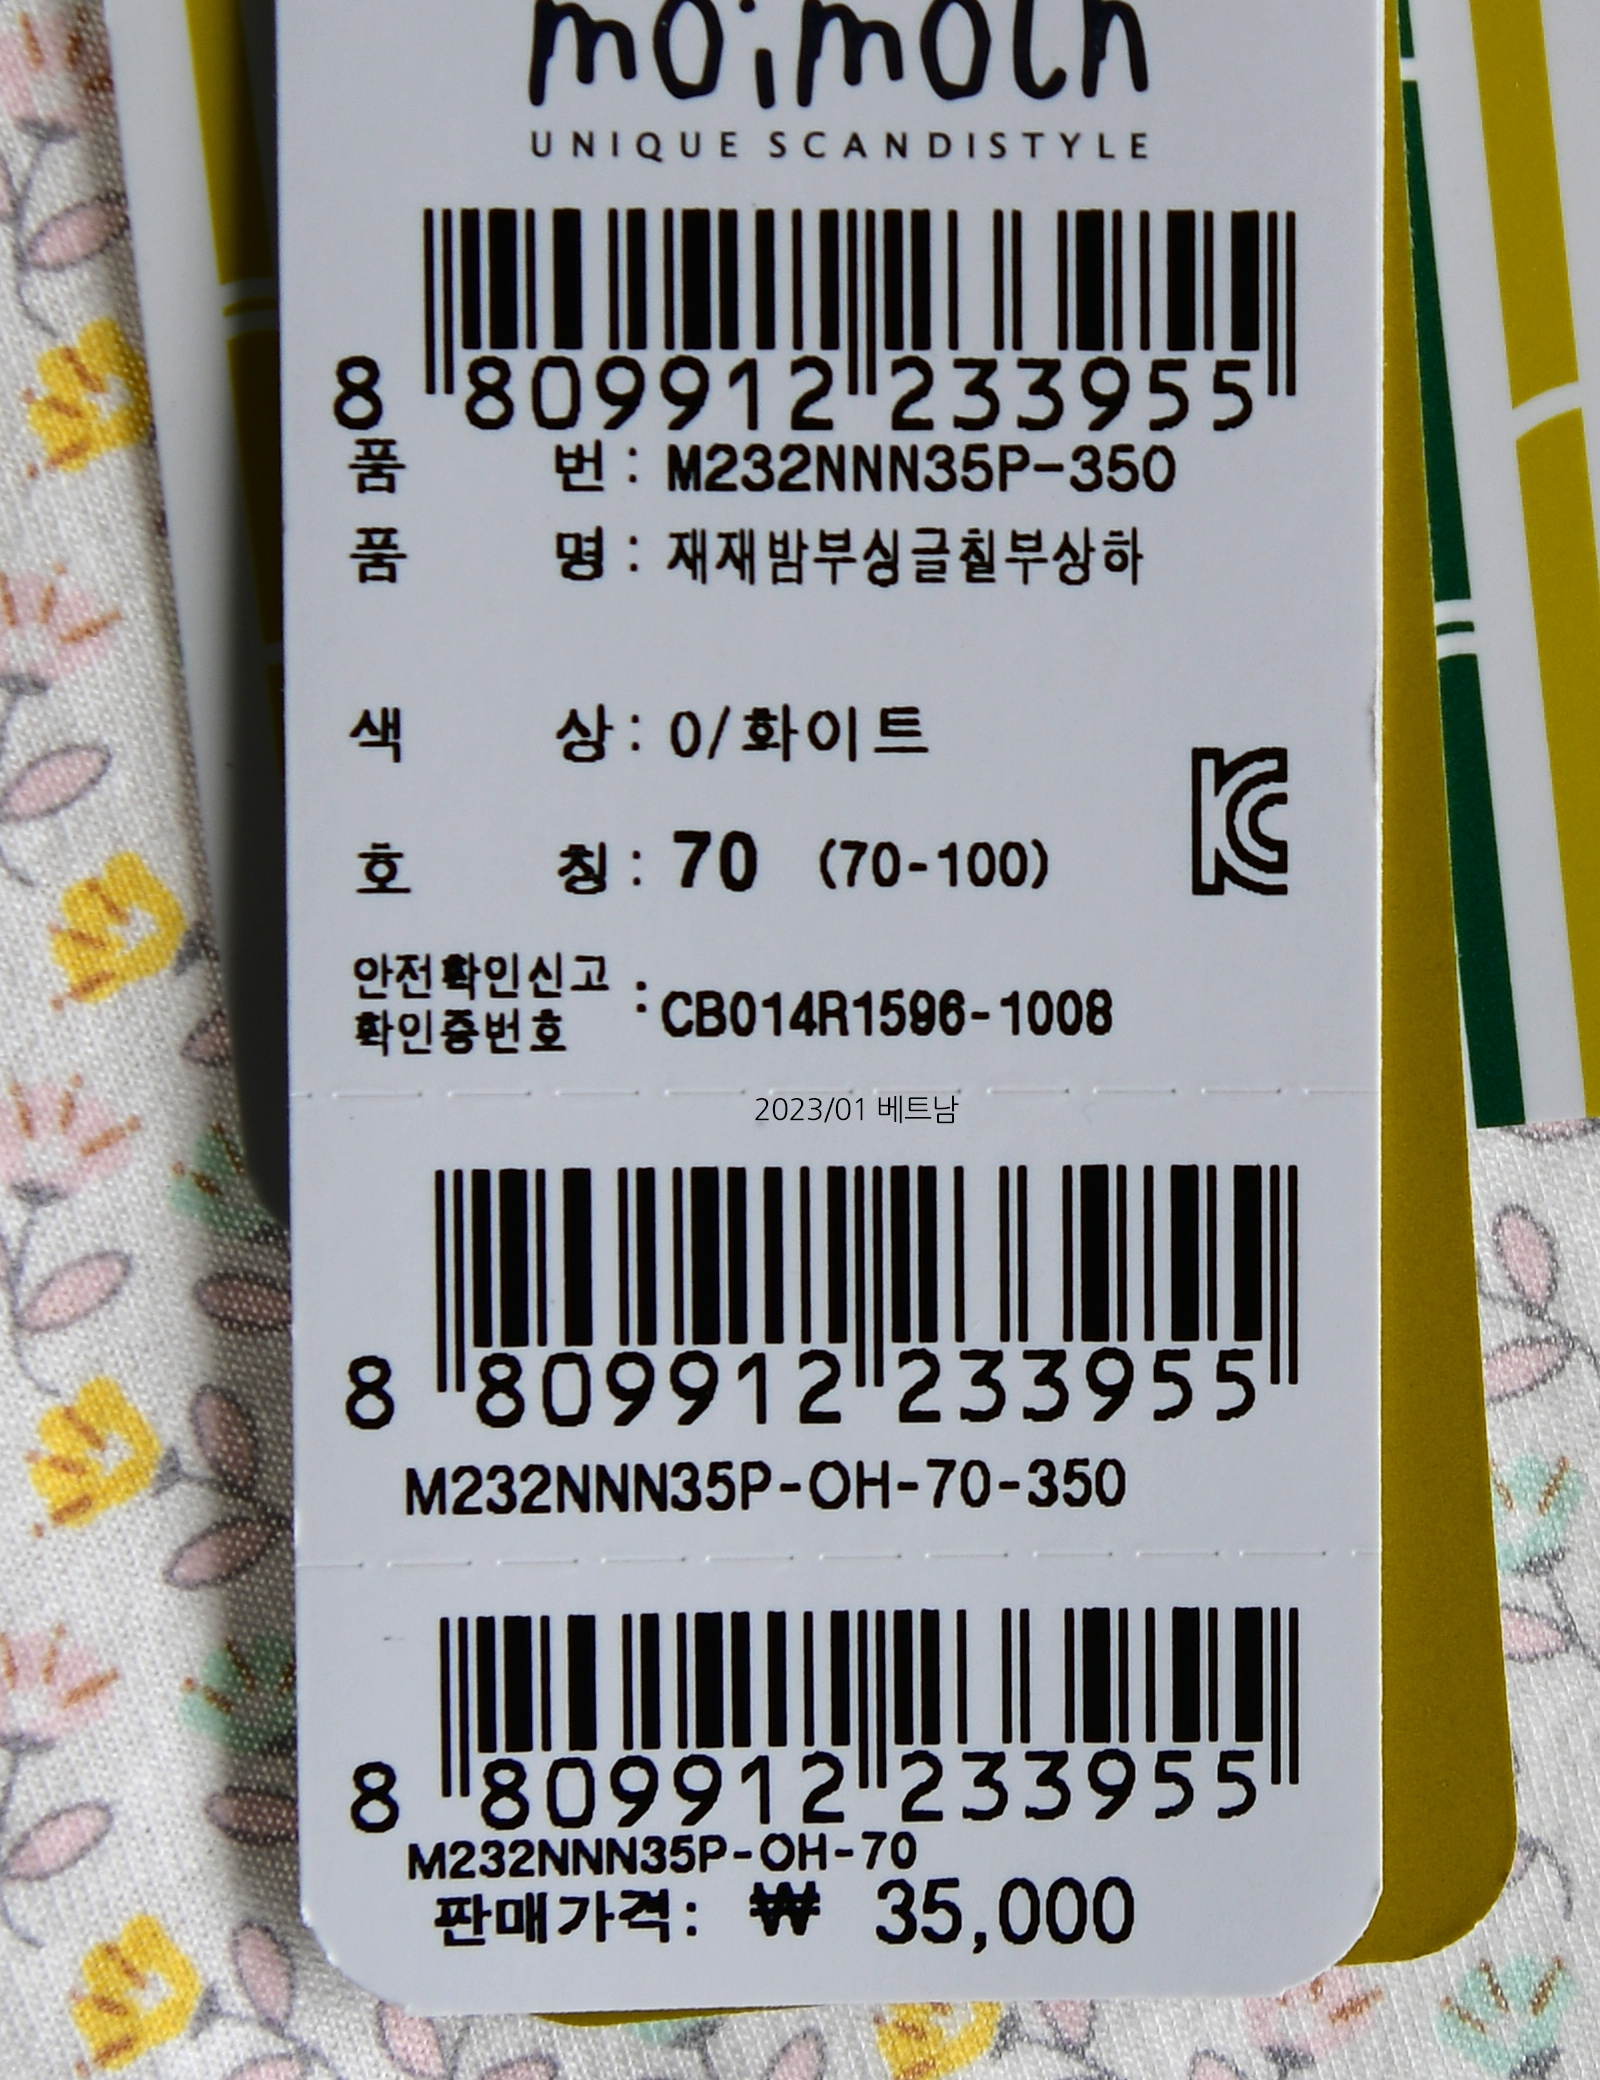 moimoln
UNIQUE SCANDISTYLE
8 809912 233955
품 번 : M232NNN35P-350
품 명 : 재재밤부싱글칠부상하
색 상 : 0/화이트
호 칭 : 70 (70-100)
안전확인신고
확인증번호 : CB014R1596-1008
2023/01 베트남
8 809912 233955
M232NNN35P-OH-70-350
8 809912 233955
M232NNN35P-OH-70
판매가격: ₩ 35,000